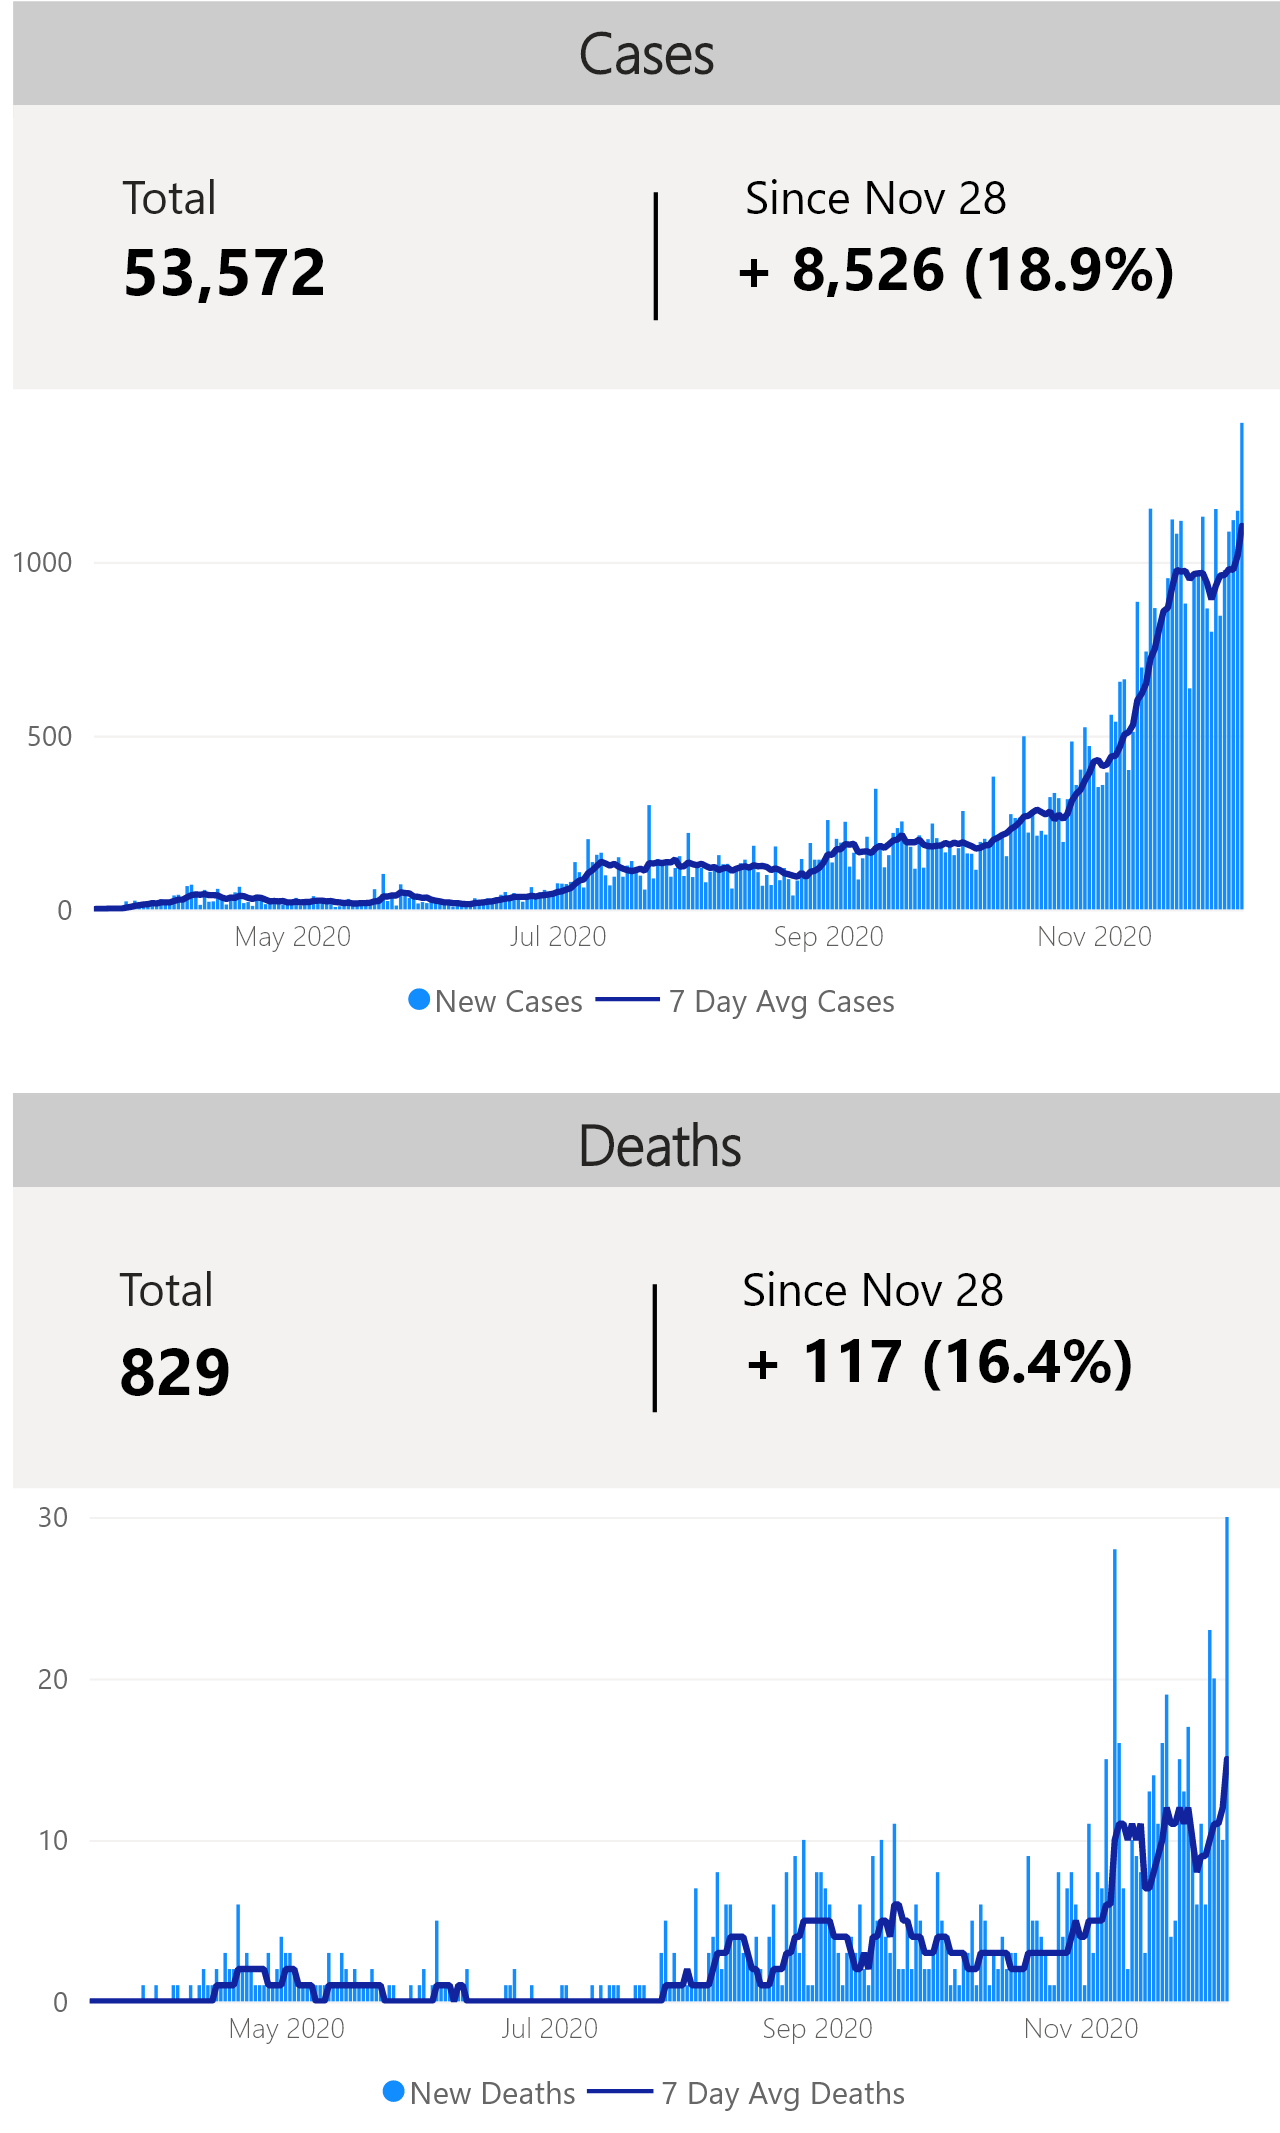 Cases
Total
Since Nov 28
53,572
+ 8,526 (18.9%)
1000
500
0
May 2020
Jul 2020
Sep 2020
Nov 2020
New Cases
7 Day Avg Cases
Deaths
Total
Since Nov 28
829
+ 117 (16.4%)
30
20
10
0
May 2020
Jul 2020
Sep 2020
Nov 2020
New Deaths
7 Day Avg Deaths